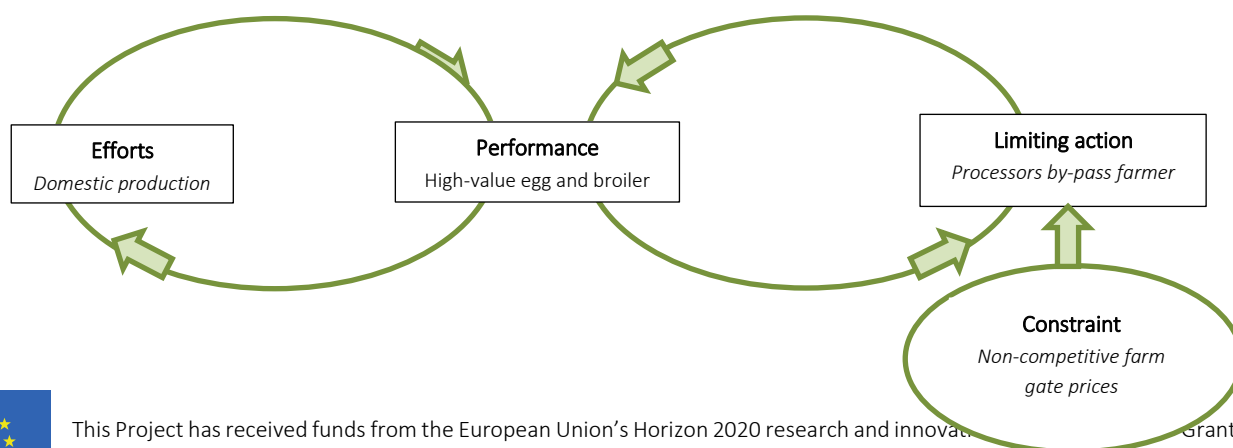 Efforts
Domestic production
Performance
High-value egg and broiler
Limiting action
Processors by-pass farmer
Constraint
Non-competitive farm
gate prices
This Project has received funds from the European Union’s Horizon 2020 research and Grant